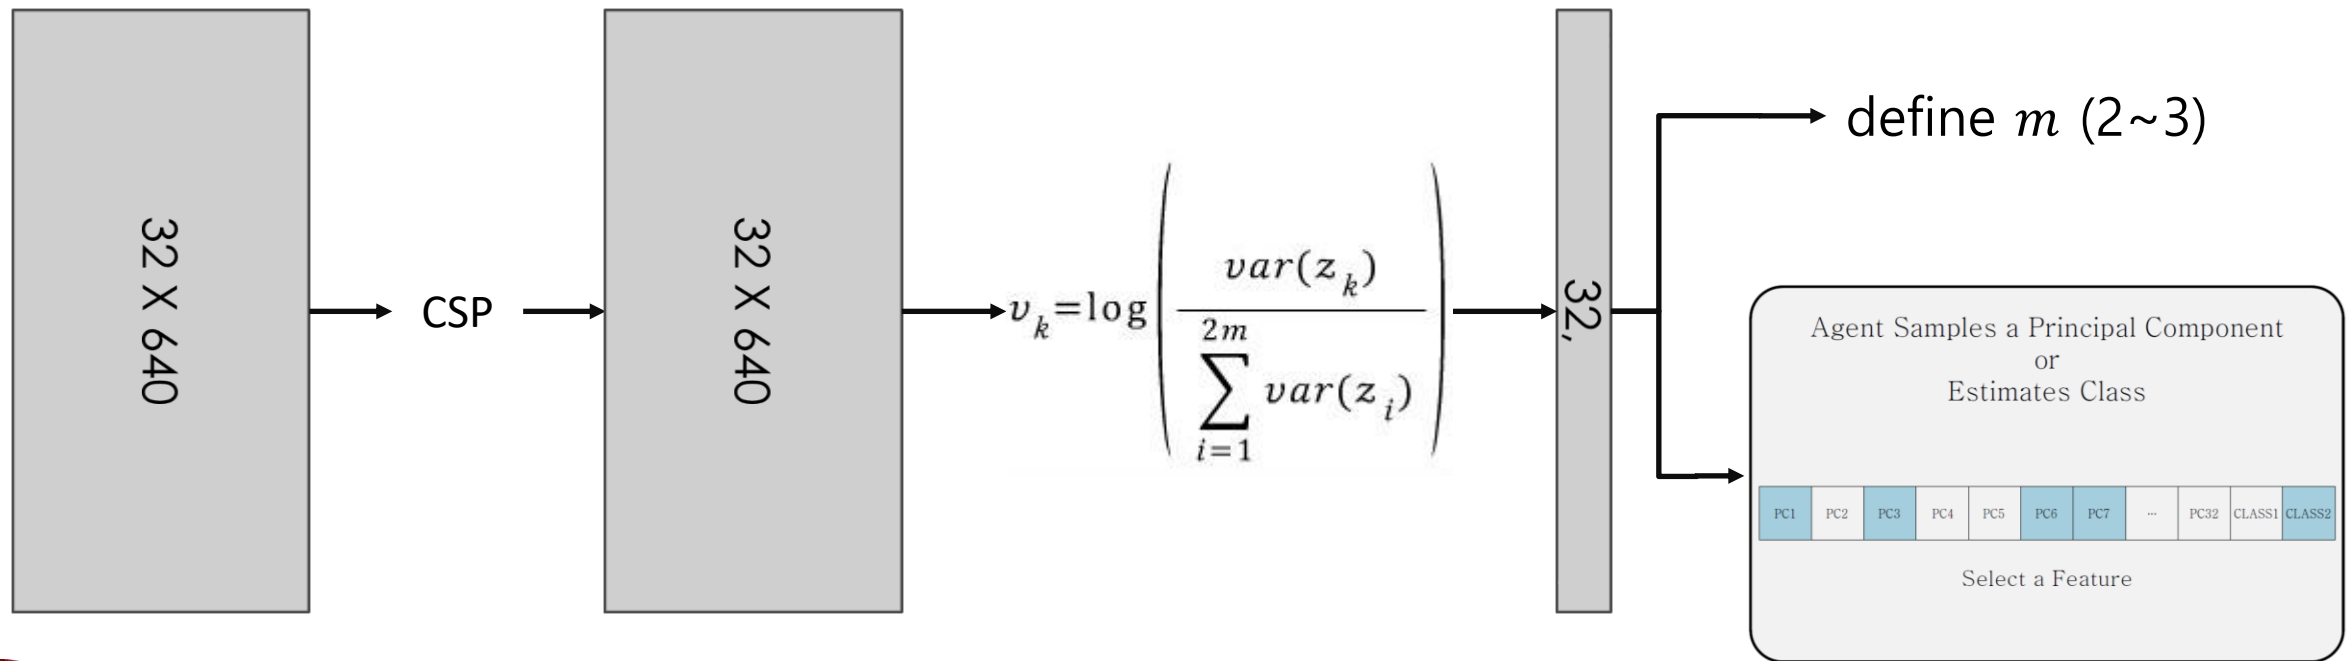 32 X 640
CSP
32 X 640
v_k = log ( var(z_k) / ∑_{i=1}^{2m} var(z_i) )
32,
define m (2~3)
Agent Samples a Principal Component
or
Estimates Class
PC1 PC2 PC3 PC4 PC5 PC6 PC7 ... PC32 CLASS1 CLASS2
Select a Feature